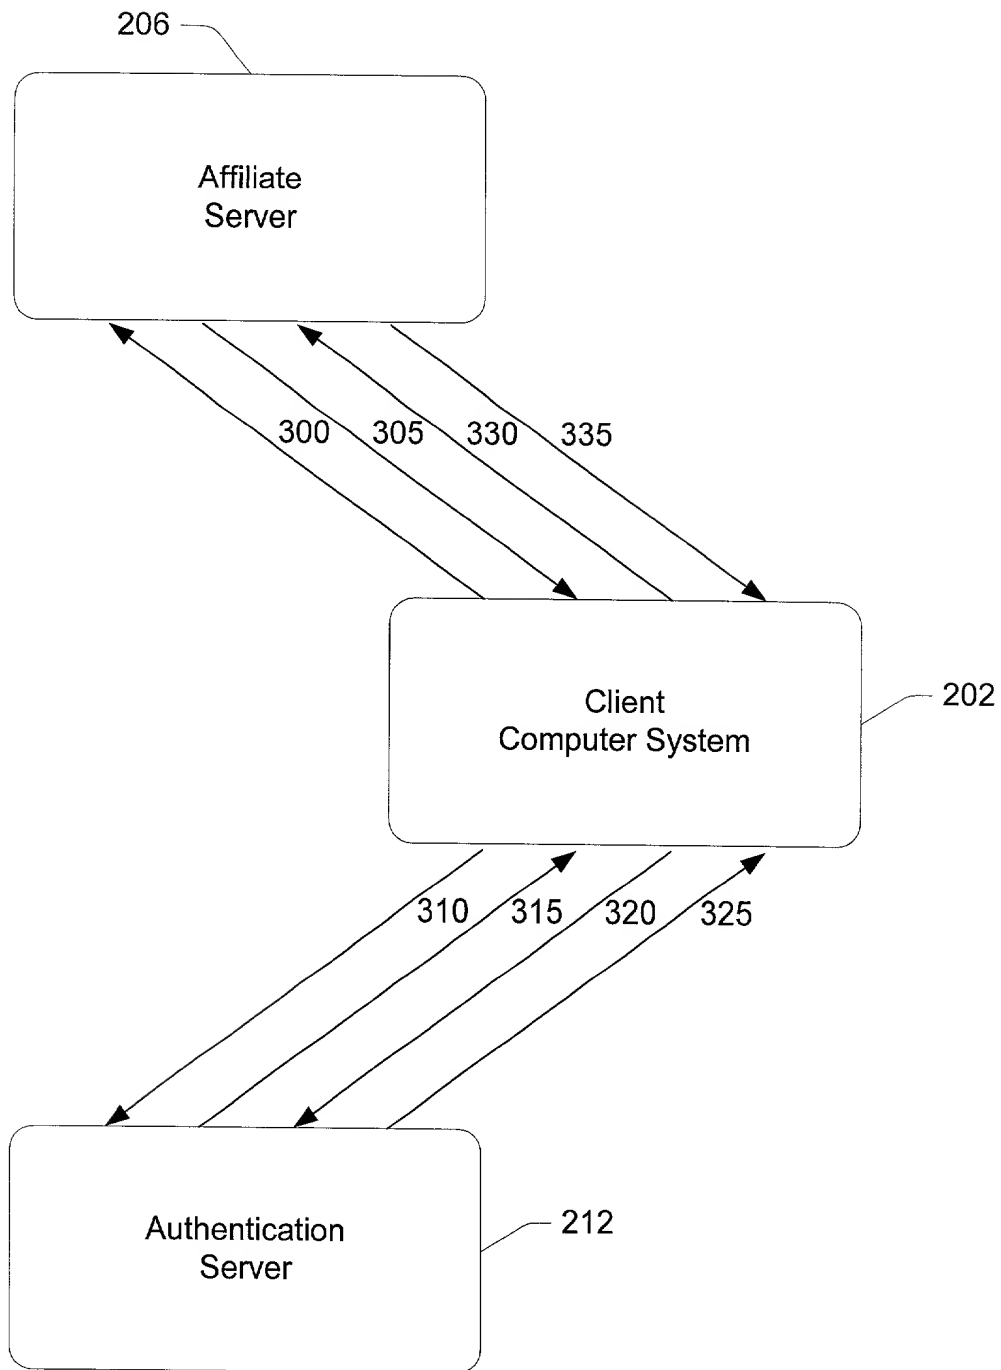 206
Affiliate
Server
300 305 330 335
Client
Computer System
202
310 315 320 325
Authentication
Server
212